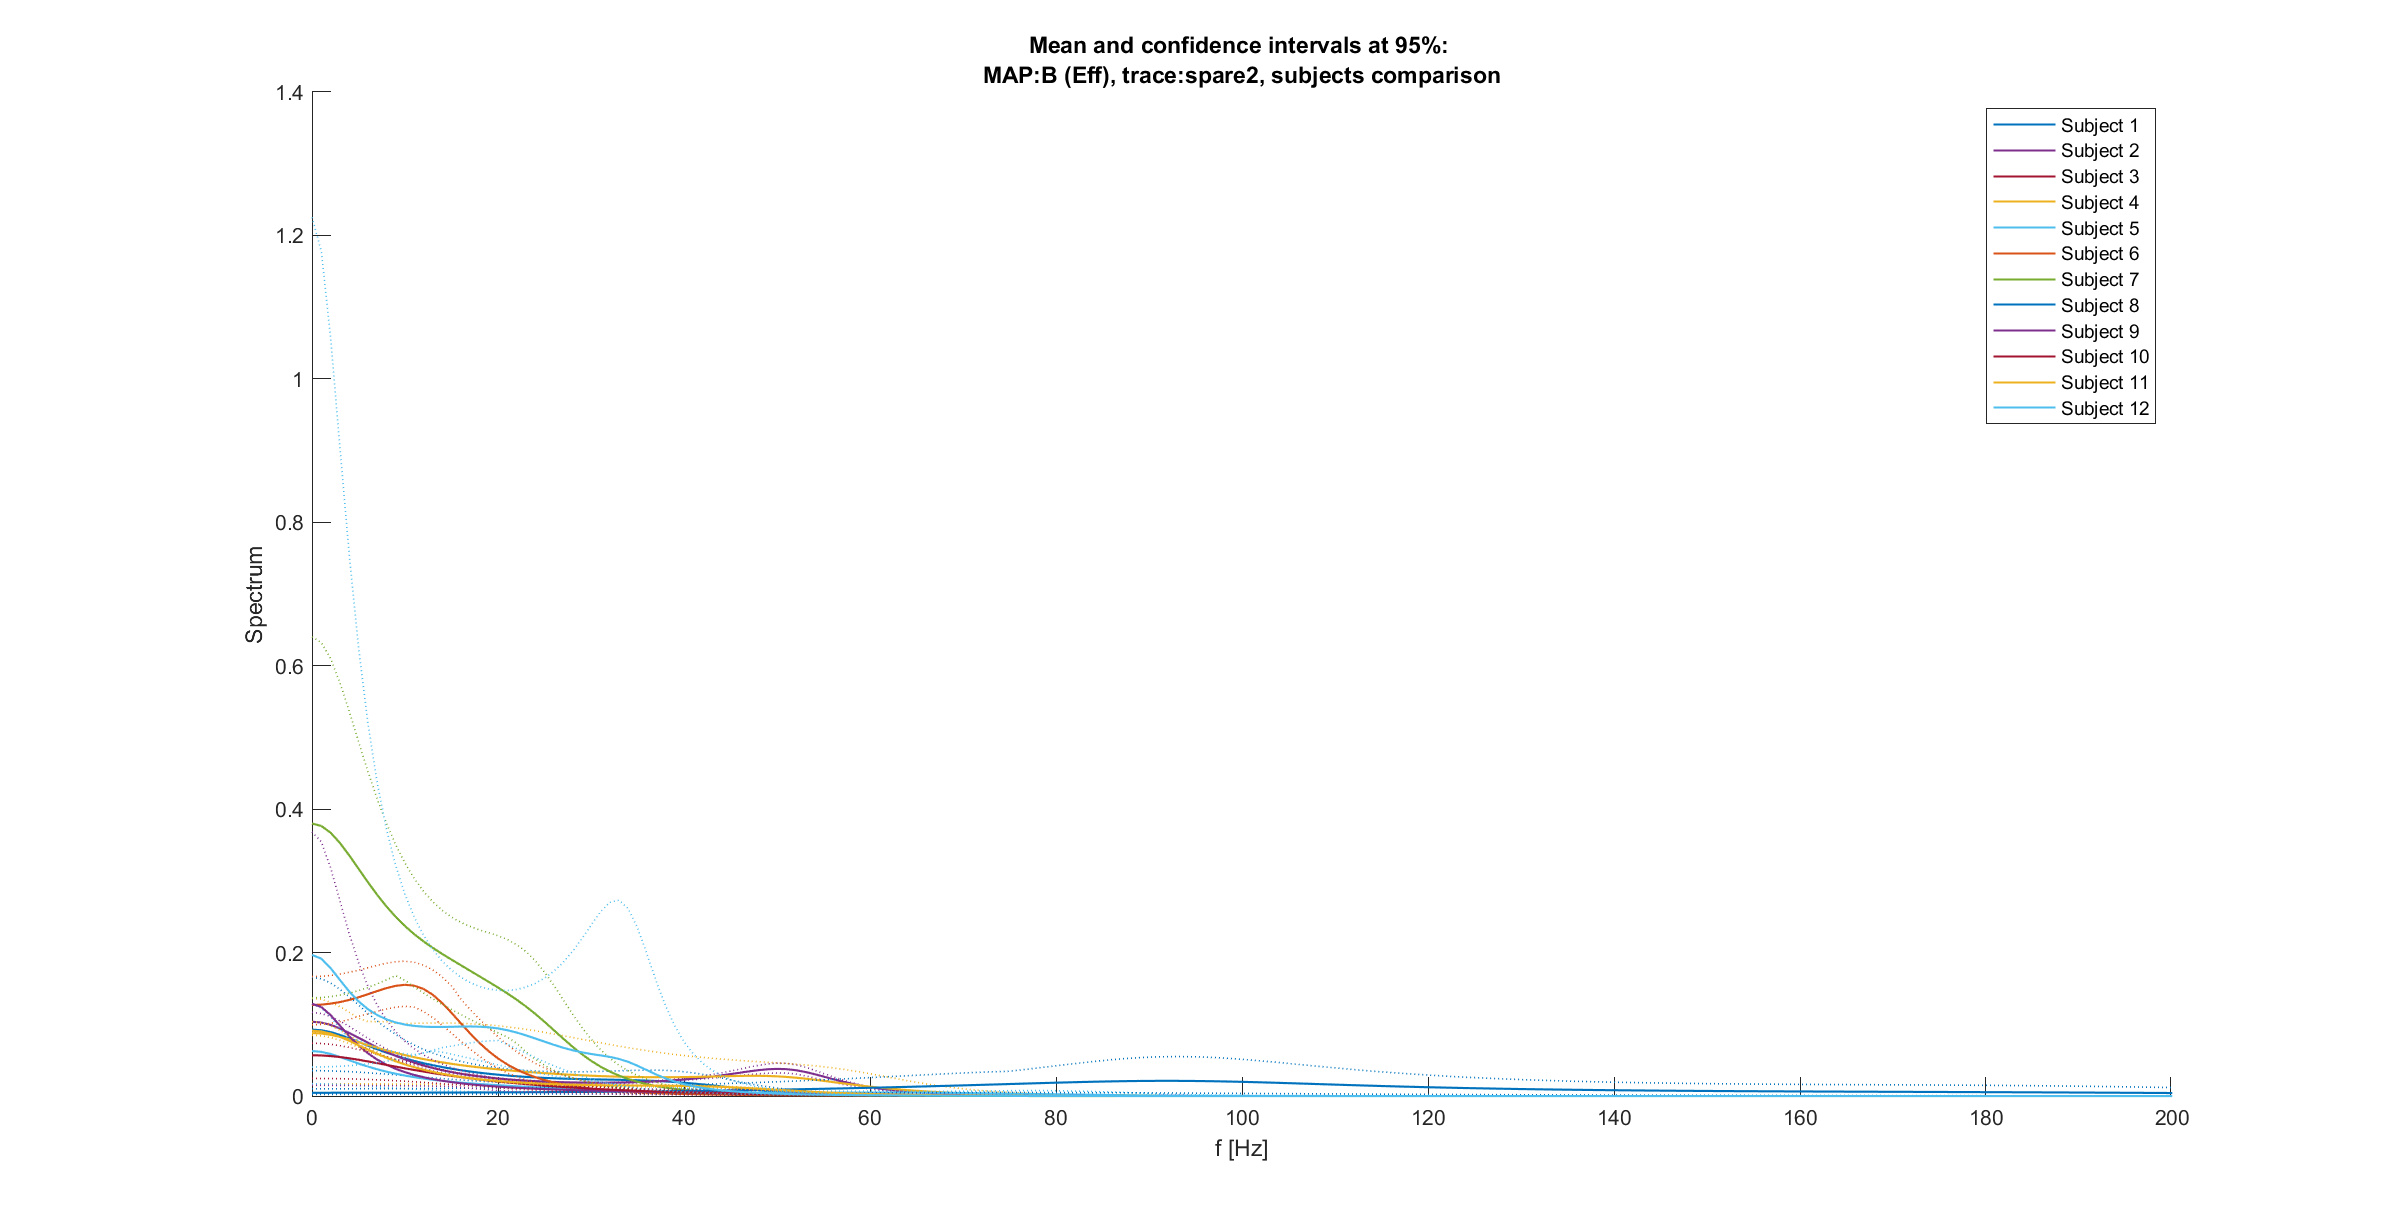 Mean and confidence intervals at 95%:
MAP:B (Eff), trace:spare2, subjects comparison
1.4
1.2
1
0.8
0.6
0.4
0.2
0
Spectrum
Subject 1
Subject 2
Subject 3
Subject 4
Subject 5
Subject 6
Subject 7
Subject 8
Subject 9
Subject 10
Subject 11
Subject 12
0 20 40 60 80 100 120 140 160 180 200
f [Hz]